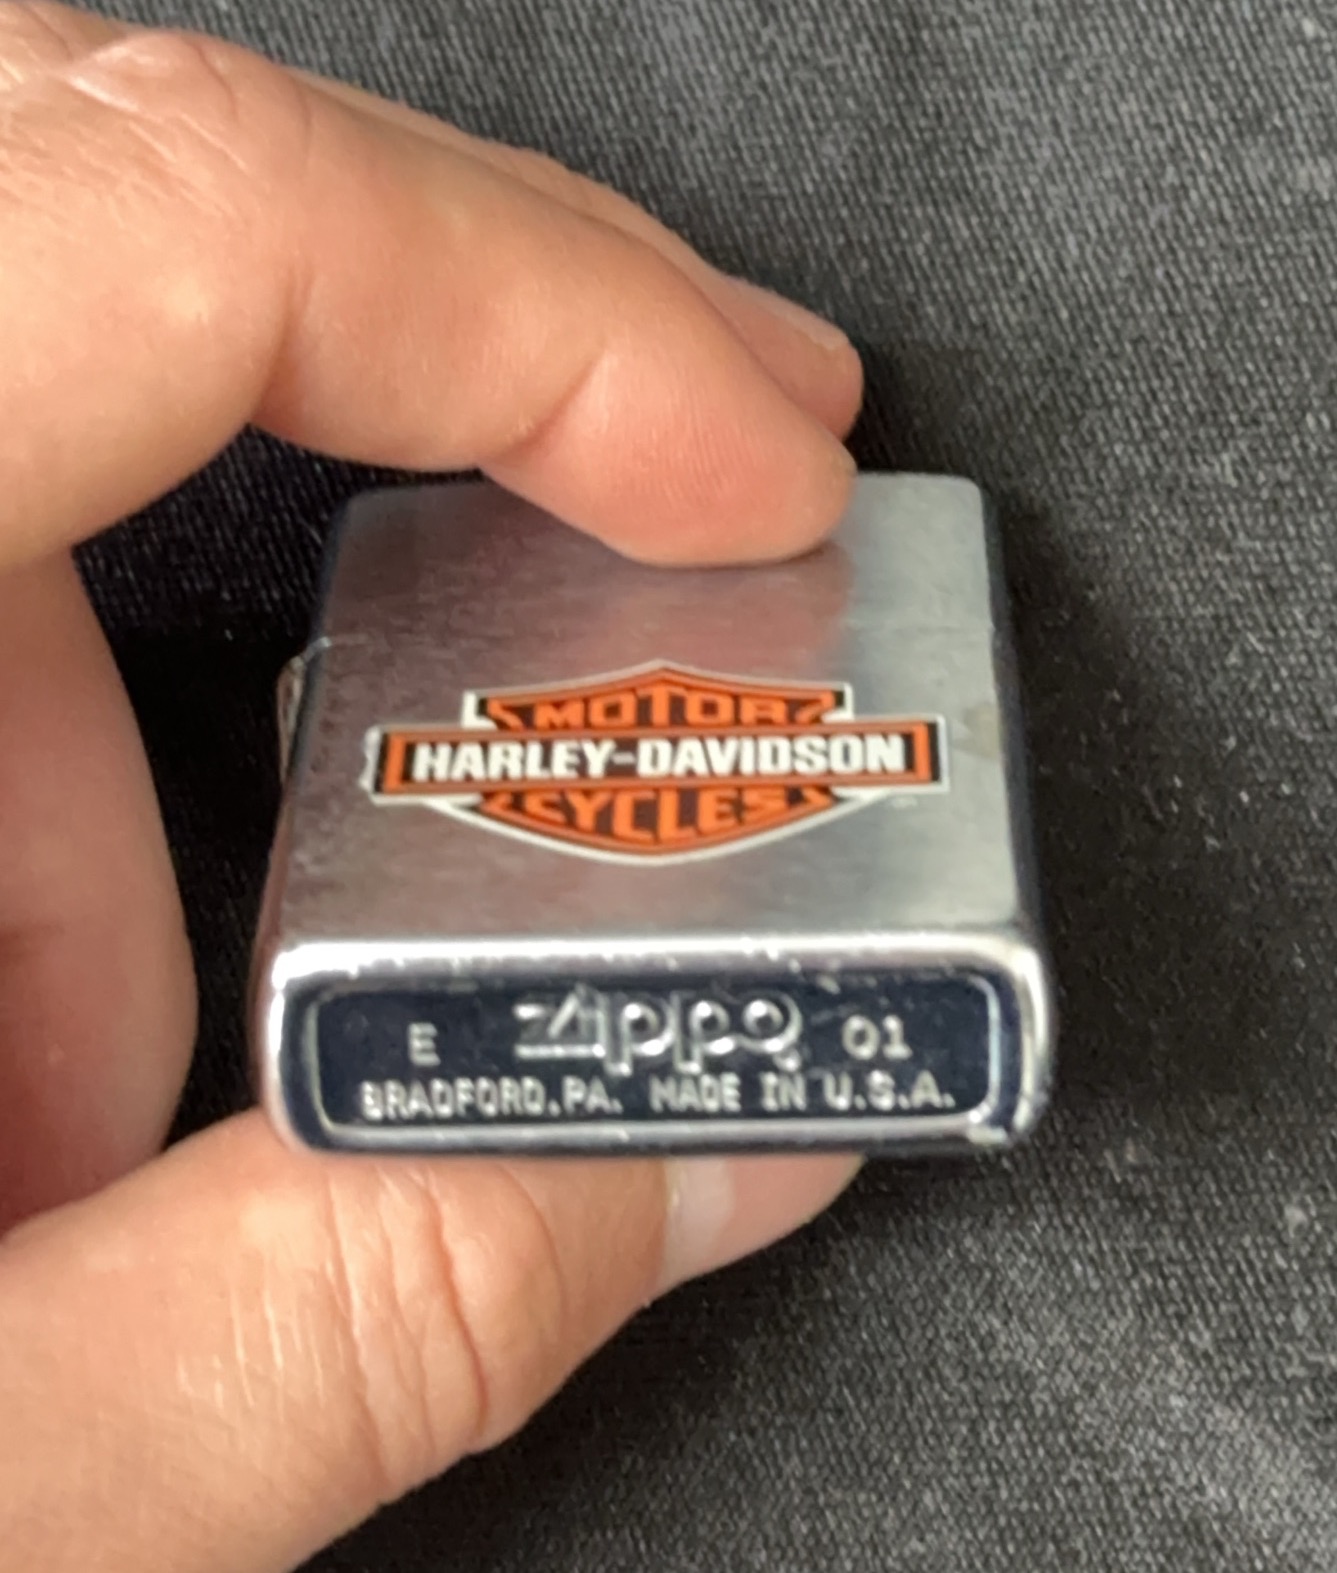 MOTOR
HARLEY-DAVIDSON
CYCLES
E zippo 01
BRADFORD,PA. MADE IN U.S.A.